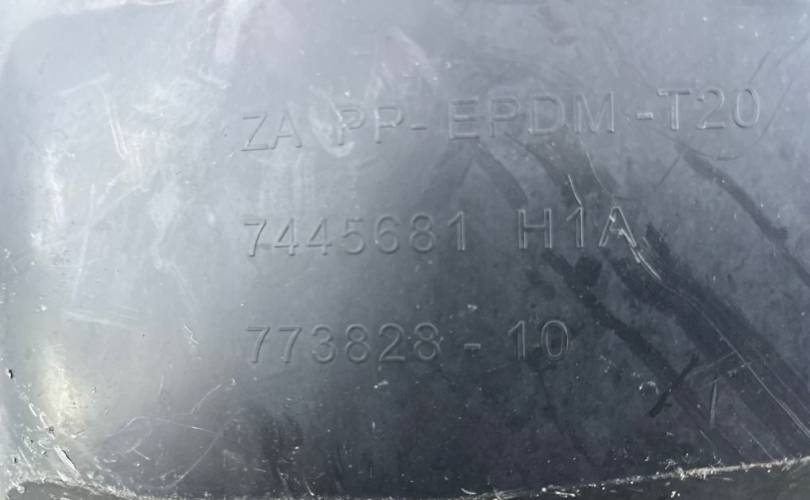 ZA PP- EPDM -T20
7445681 H1A
773828 - 10